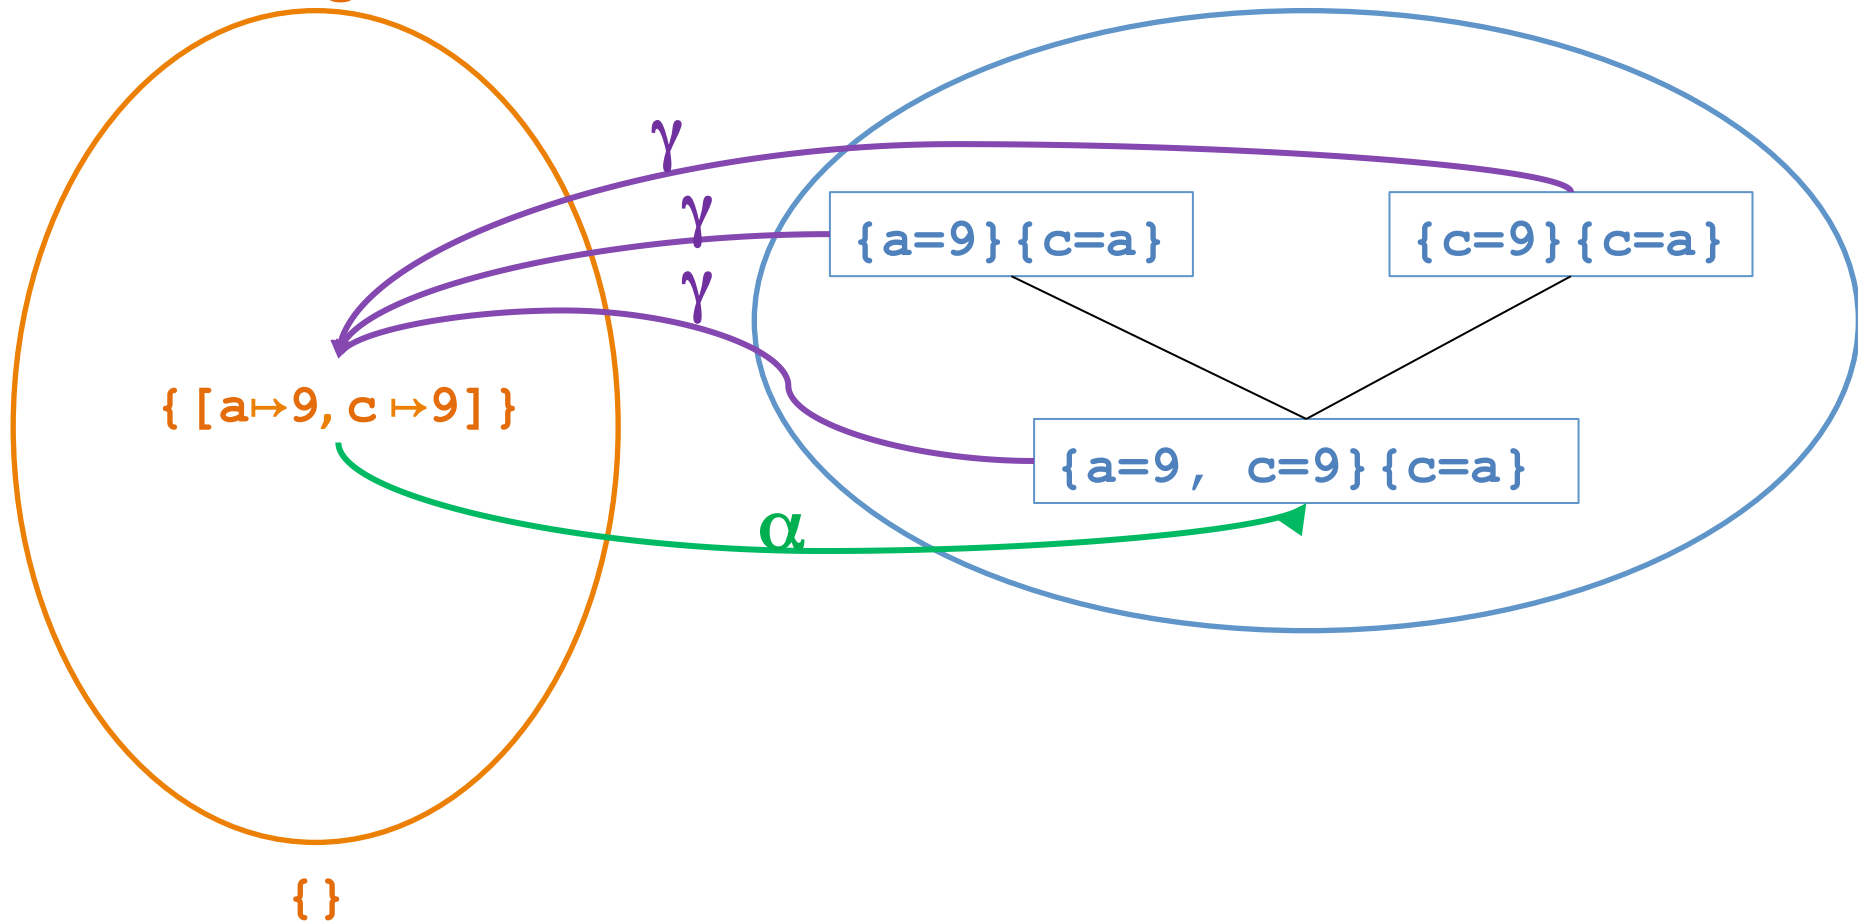 γ
γ
{a=9}{c=a}
{c=9}{c=a}
γ
{[a↦9,c ↦9]}
{a=9, c=9}{c=a}
α
{}